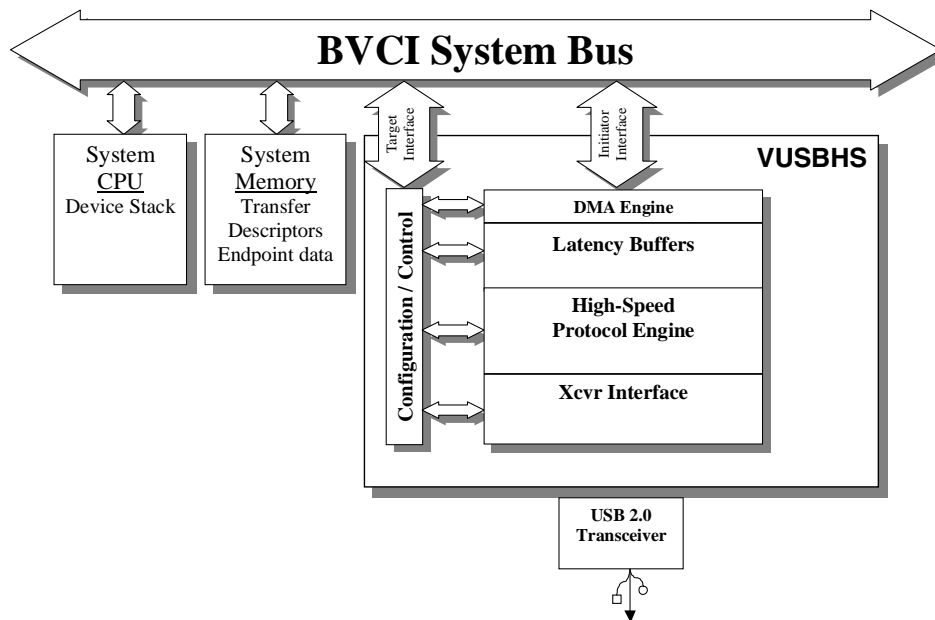 BVCI System Bus
System
CPU
Device Stack
System
Memory
Transfer
Descriptors
Endpoint data
Target
Interface
Initiator
Interface
VUSBHS
Configuration / Control
DMA Engine
Latency Buffers
High-Speed
Protocol Engine
Xcvr Interface
USB 2.0
Transceiver